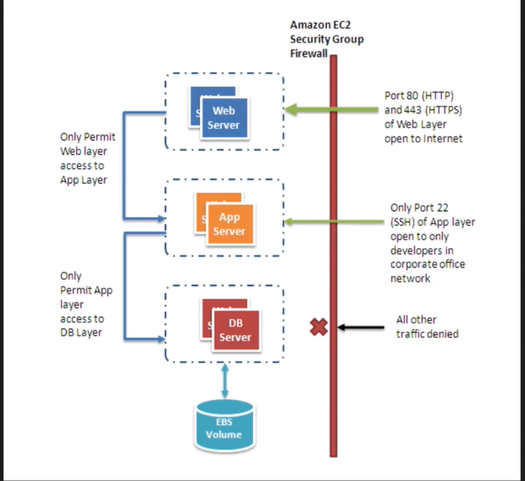 Amazon EC2
Security Group
Firewall
Web
Server
Port 80 (HTTP)
and 443 (HTTPS)
of Web Layer
open to Internet
Only Permit
Web layer
access to
App Layer
App
Server
Only Port 22
(SSH) of App layer
open to only
developers in
corporate office
network
Only
Permit App
layer
access to
DB Layer
DB
Server
All other
traffic denied
EBS
Volume